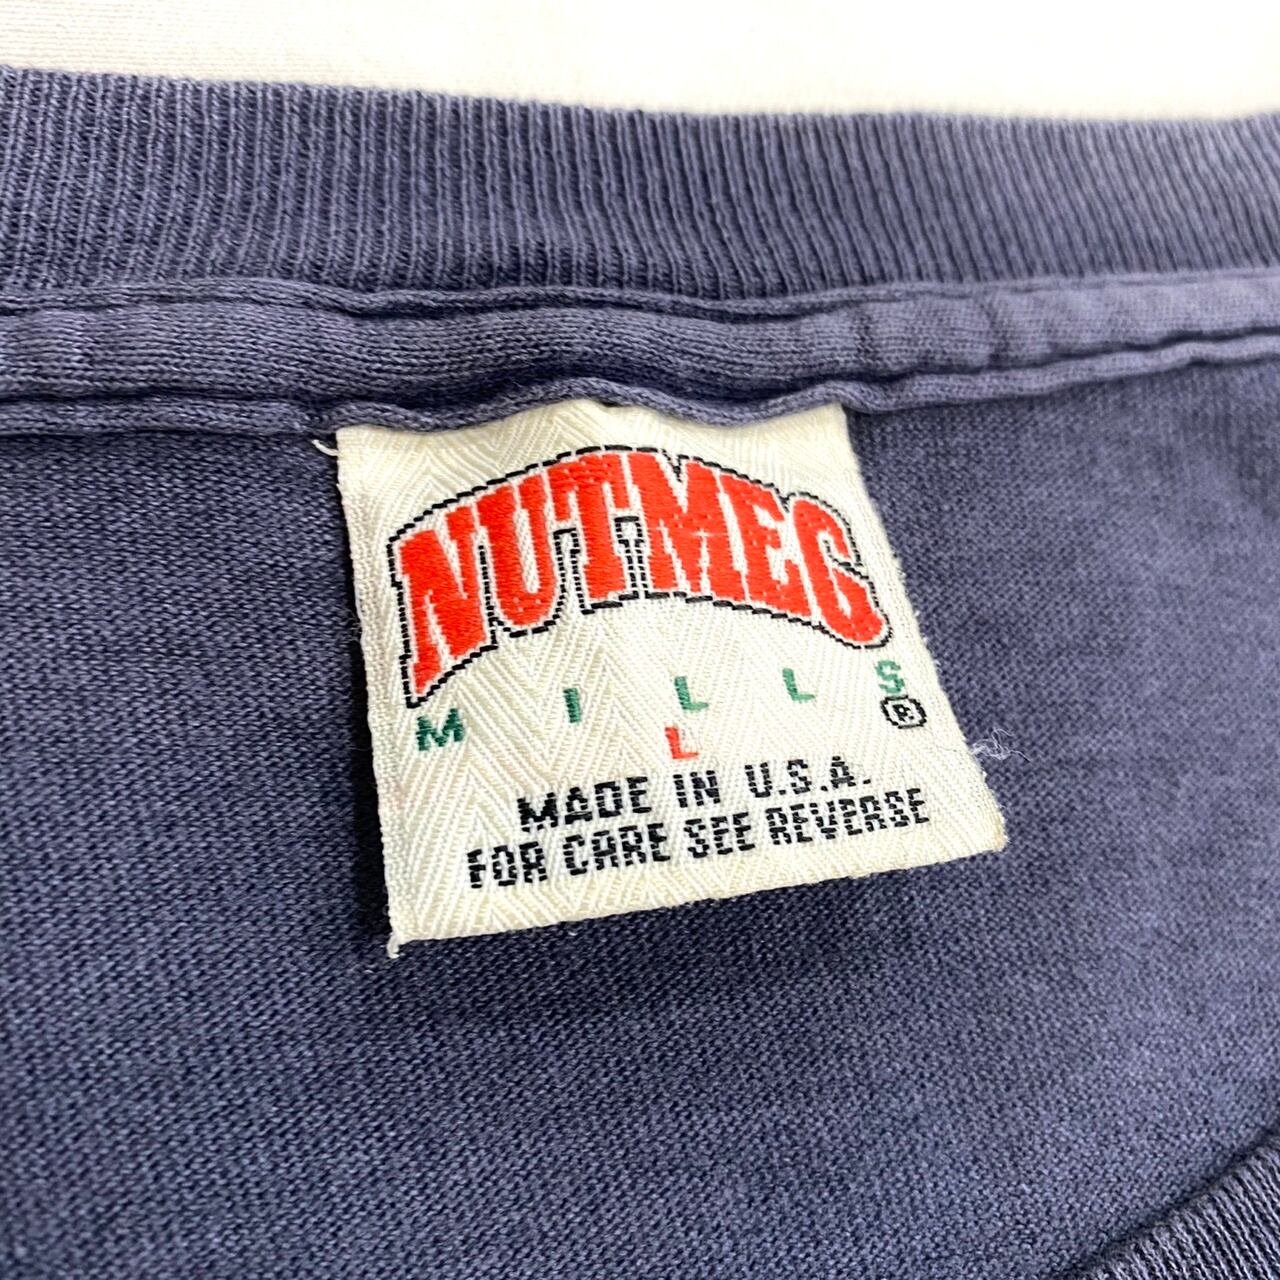 NUTMEG
MILLS®
L
MADE IN U.S.A.
FOR CARE SEE REVERSE